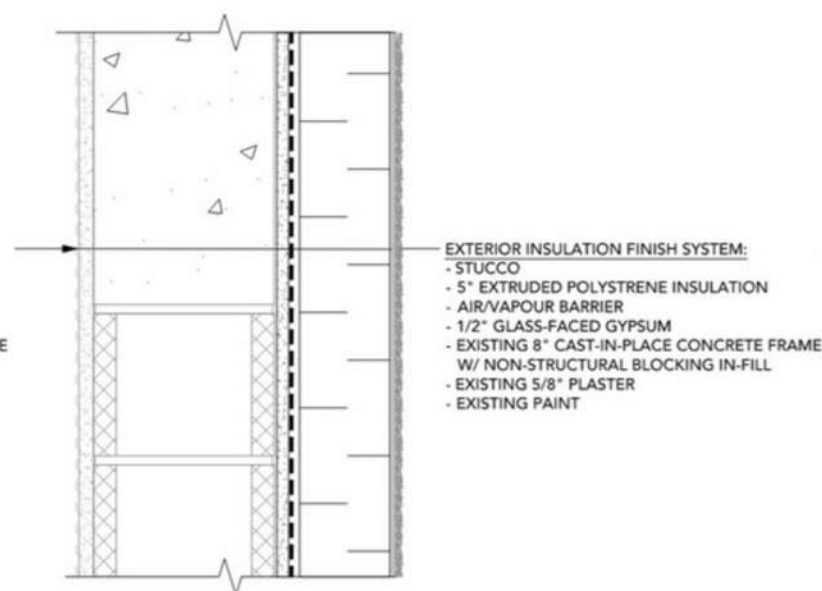 EXTERIOR INSULATION FINISH SYSTEM:
- STUCCO
- 5" EXTRUDED POLYSTRENE INSULATION
- AIR/VAPOUR BARRIER
- 1/2" GLASS-FACED GYPSUM
E
- EXISTING 8" CAST-IN-PLACE CONCRETE FRAME
W/ NON-STRUCTURAL BLOCKING IN-FILL
- EXISTING 5/8" PLASTER
- EXISTING PAINT